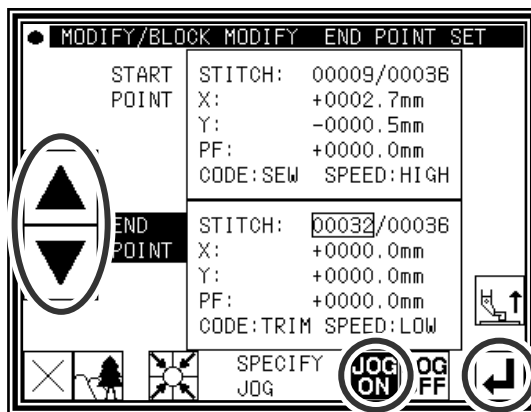 MODIFY/BLOCK MODIFY END POINT SET
START POINT
STITCH: 00009/00036
X: +0002.7mm
Y: -0000.5mm
PF: +0000.0mm
CODE:SEW SPEED:HIGH
END POINT
STITCH: 00032/00036
X: +0000.0mm
Y: +0000.0mm
PF: +0000.0mm
CODE:TRIM SPEED:LOW
SPECIFY JOG
JOG ON